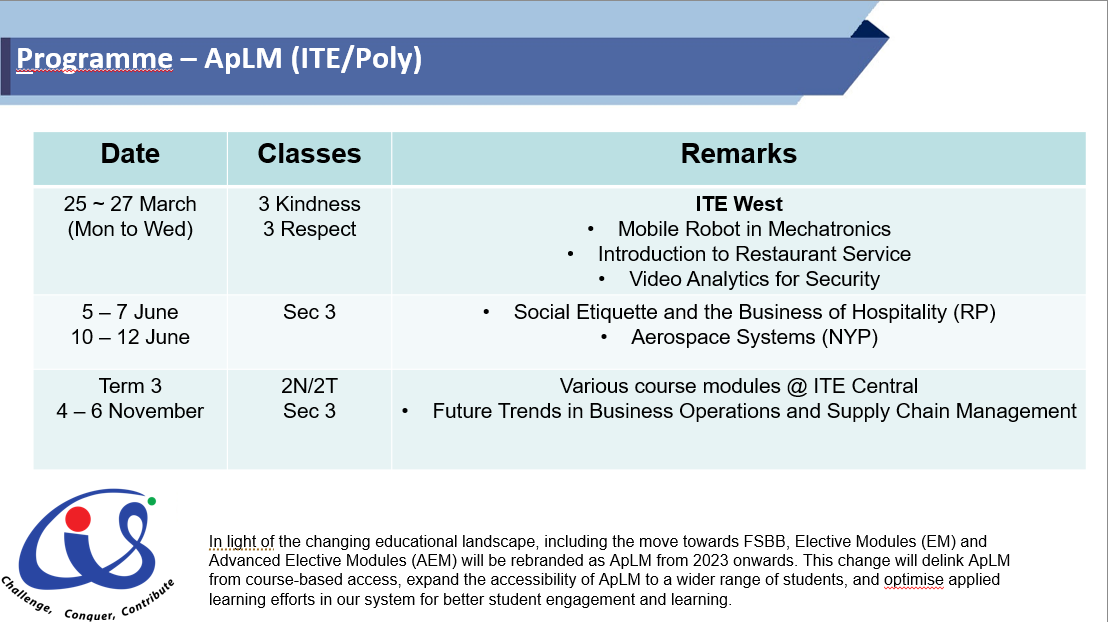 Programme – ApLM (ITE/Poly)
Date Classes Remarks
25 ~ 27 March
(Mon to Wed)
3 Kindness
3 Respect
ITE West
• Mobile Robot in Mechatronics
• Introduction to Restaurant Service
• Video Analytics for Security
5 – 7 June
10 – 12 June
Sec 3
• Social Etiquette and the Business of Hospitality (RP)
• Aerospace Systems (NYP)
Term 3
4 – 6 November
2N/2T
Sec 3
Various course modules @ ITE Central
• Future Trends in Business Operations and Supply Chain Management
Challenge, Conquer, Contribute
In light of the changing educational landscape, including the move towards FSBB, Elective Modules (EM) and
Advanced Elective Modules (AEM) will be rebranded as ApLM from 2023 onwards. This change will delink ApLM
from course-based access, expand the accessibility of ApLM to a wider range of students, and optimise applied
learning efforts in our system for better student engagement and learning.